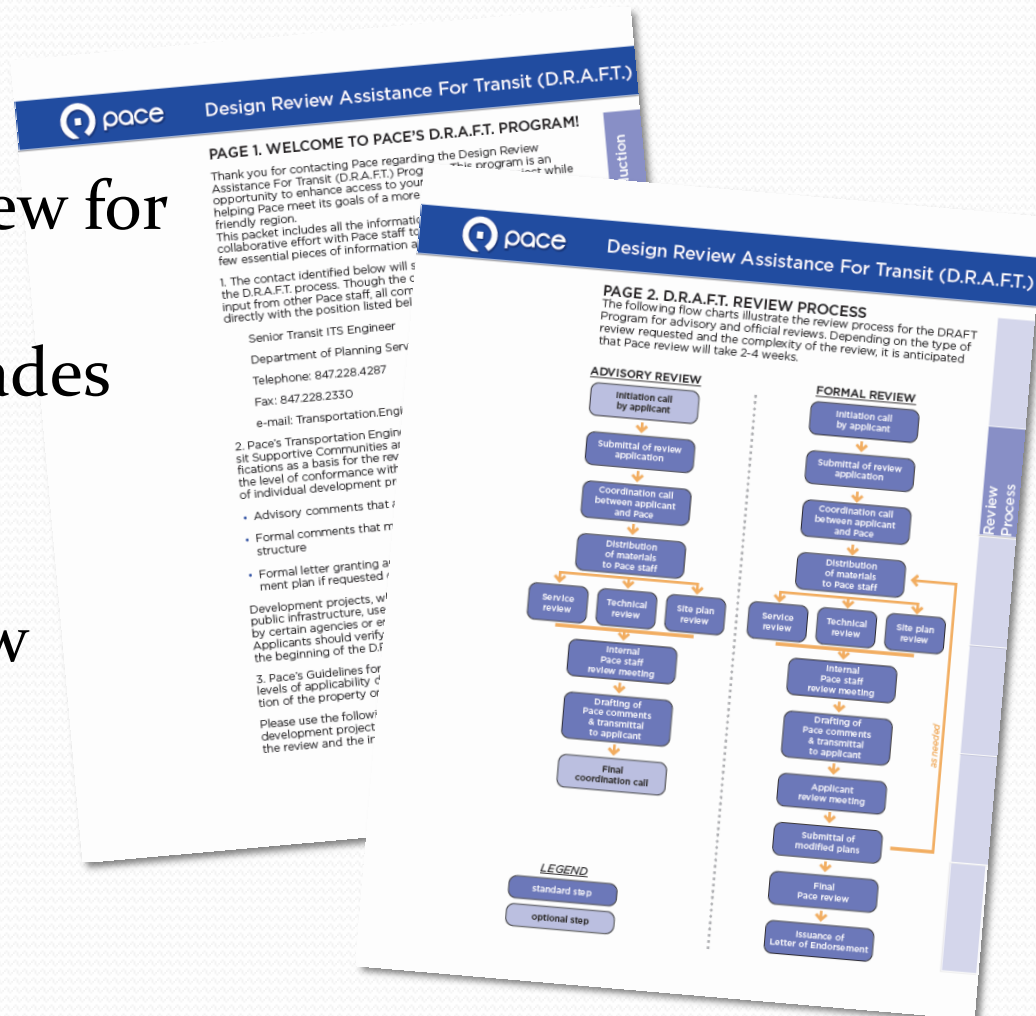 ew for
ades
w
pace
Design Review Assistance For Transit (D.R.A.F.T.)
PAGE 1. WELCOME TO PACE'S D.R.A.F.T. PROGRAM!
Thank you for contacting Pace regarding the Design Review
Assistance For Transit (D.R.A.F.T.) Prog This program is an
opportunity to enhance access to your ject while
helping Pace meet its goals of a more
friendly region.
This packet includes all the informatic
collaborative effort with Pace staff to
few essential pieces of information a
1. The contact identified below will s
the D.R.A.F.T. process. Though the c
input from other Pace staff, all com
directly with the position listed bel
Senior Transit ITS Engineer
Department of Planning Serv
Telephone: 847.228.4287
Fax: 847.228.2330
e-mail: Transportation.Engi
2. Pace's Transportation Engine
sit Supportive Communities ar
fications as a basis for the rev
the level of conformance with
of individual development pr
• Advisory comments that a
• Formal comments that m
structure
• Formal letter granting au
ment plan if requested
Development projects, w
public infrastructure, use
by certain agencies or er
Applicants should verify
the beginning of the D.F
3. Pace's Guidelines for
levels of applicability c
tion of the property or
Please use the followi
development project
the review and the ir
duction
pace
Design Review Assistance For Transit (D.R.A.F.T.)
PAGE 2. D.R.A.F.T. REVIEW PROCESS
The following flow charts illustrate the review process for the DRAFT
Program for advisory and official reviews. Depending on the type of
review requested and the complexity of the review, it is anticipated
that Pace review will take 2-4 weeks.
ADVISORY REVIEW
Initiation call
by applicant
Submittal of review
application
Coordination call
between applicant
and Pace
Distribution
of materials
to Pace staff
Service
review
Technical
review
Site plan
review
Internal
Pace staff
review meeting
Drafting of
Pace comments
& transmittal
to applicant
Final
coordination call
LEGEND
standard step
optional step
FORMAL REVIEW
Initiation call
by applicant
Submittal of review
application
Coordination call
between applicant
and Pace
Distribution
of materials
to Pace staff
Service
review
Technical
review
Site plan
review
Internal
Pace staff
review meeting
Drafting of
Pace comments
& transmittal
to applicant
Applicant
review meeting
Submittal of
modified plans
as needed
Final
Pace review
Issuance of
Letter of Endorsement
Review
Process